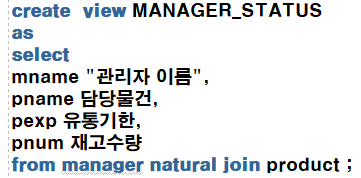 create view MANAGER_STATUS
as
select
mname "관리자 이름",
pname 담당물건,
pexp 유통기한,
pnum 재고수량
from manager natural join product ;